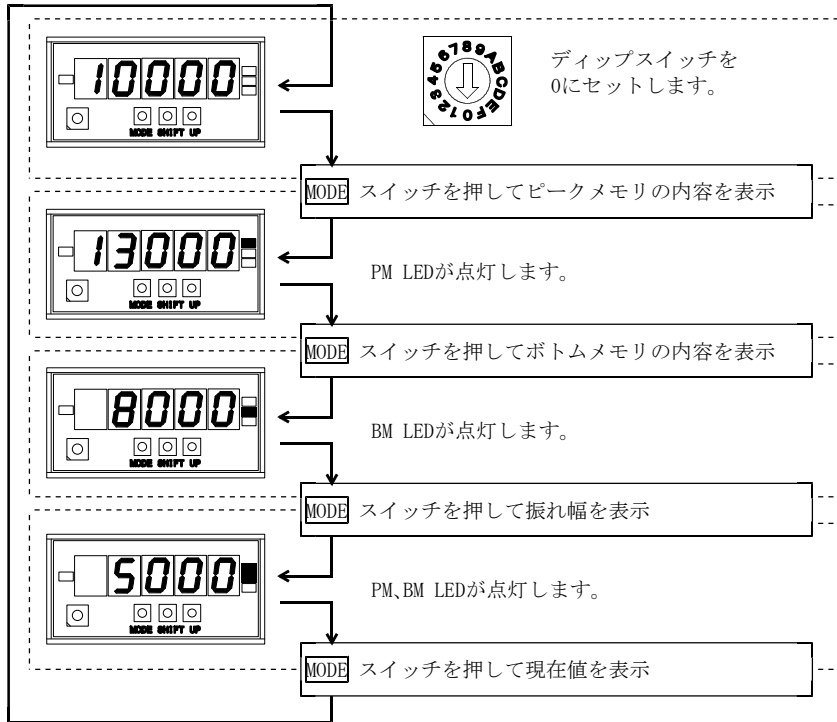 10000
MODE SHIFT UP
0123456789ABCDEF
ディップスイッチを
0にセットします。
MODE スイッチを押してピークメモリの内容を表示
13000
MODE SHIFT UP
PM LEDが点灯します。
MODE スイッチを押してボトムメモリの内容を表示
8000
MODE SHIFT UP
BM LEDが点灯します。
MODE スイッチを押して振れ幅を表示
5000
MODE SHIFT UP
PM､BM LEDが点灯します。
MODE スイッチを押して現在値を表示